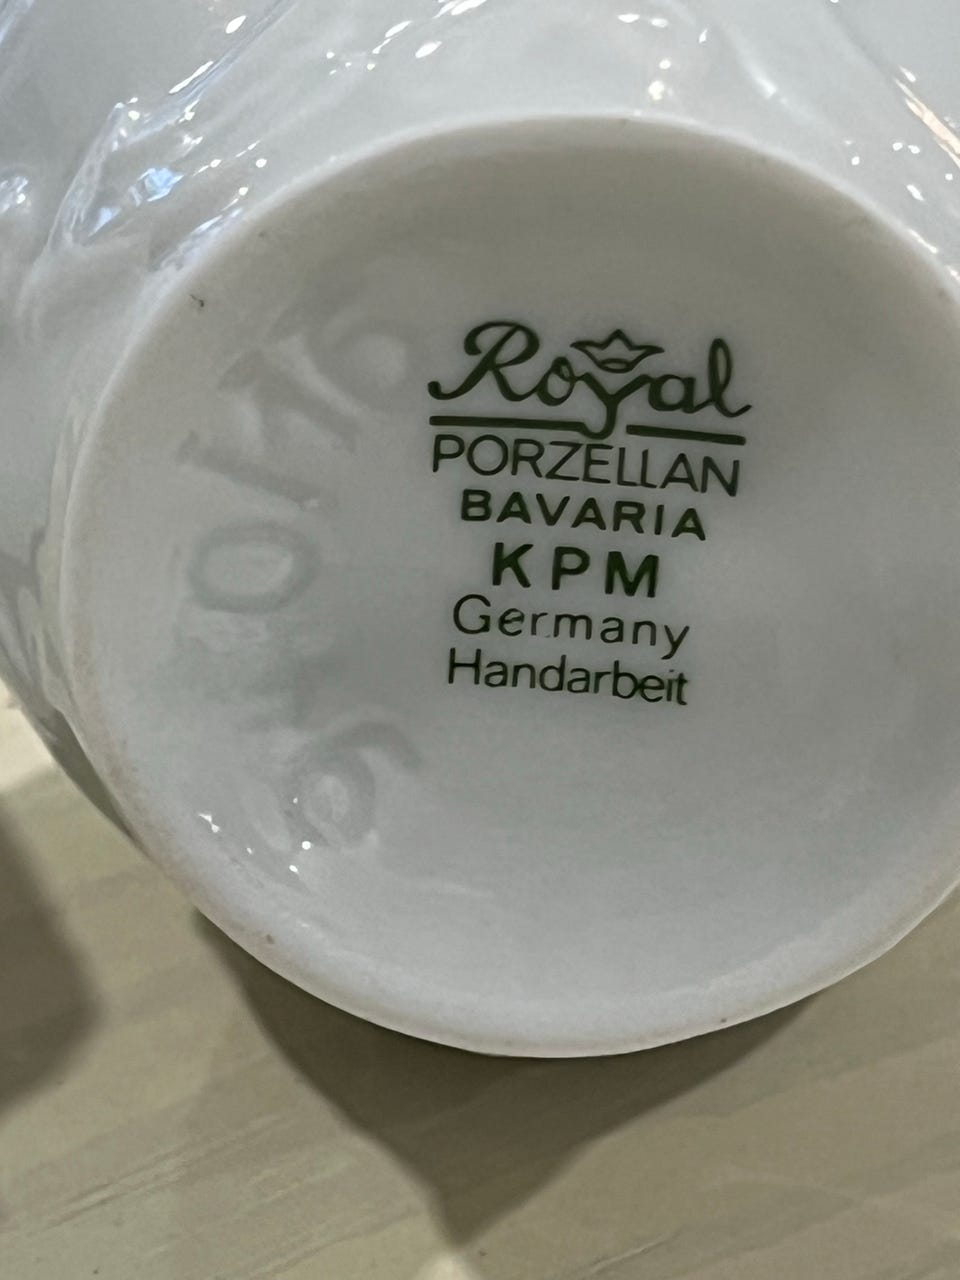 Royal
PORZELLAN
BAVARIA
KPM
Germany
Handarbeit